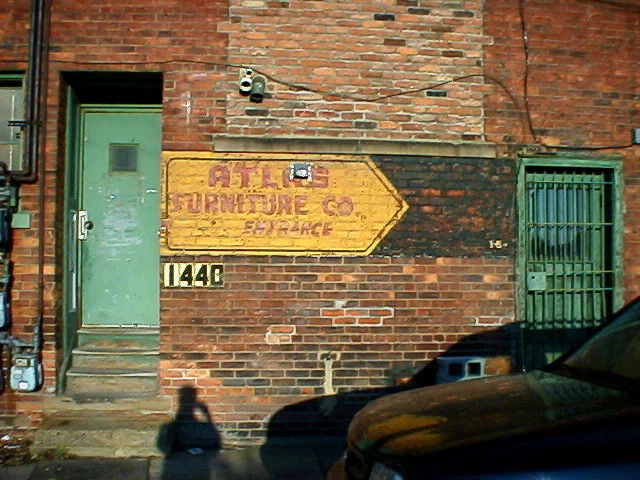 ATLAS
FURNITURE CO.
ENTRANCE
1440